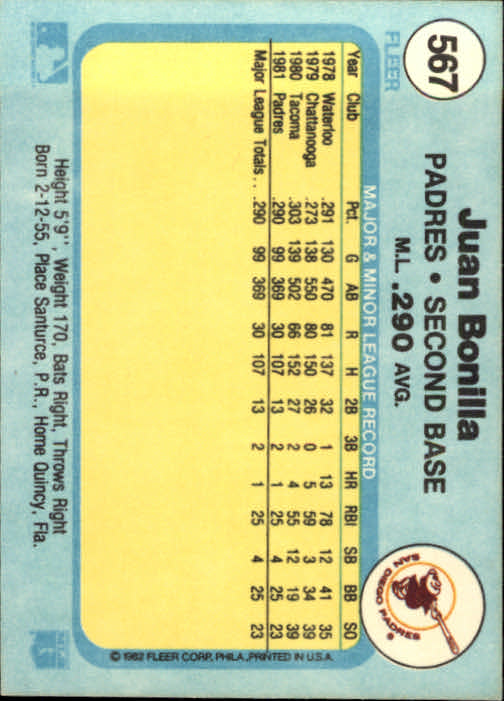 567
FLEER
Juan Bonilla
PADRES • SECOND BASE
M.L. .290 AVG.
SAN DIEGO PADRES
MAJOR & MINOR LEAGUE RECORD
Year Club Pct. G AB R H 2B 3B HR RBI SB BB SO
1978 Waterloo .291 130 470 81 137 32 1 13 78 12 41 35
1979 Chattanooga .273 138 550 80 150 26 0 5 59 3 34 39
1980 Tacoma .303 139 502 66 152 27 2 4 55 12 19 39
1981 Padres .290 99 369 30 107 13 2 1 25 4 25 23
Major League Totals . . .290 99 369 30 107 13 2 1 25 4 25 23
© 1982 FLEER CORP. PHILA., PRINTED IN U.S.A.
Height 5'9'', Weight 170, Bats Right, Throws Right
Born 2-12-55, Place Santurce, P.R., Home Quincy, Fla.